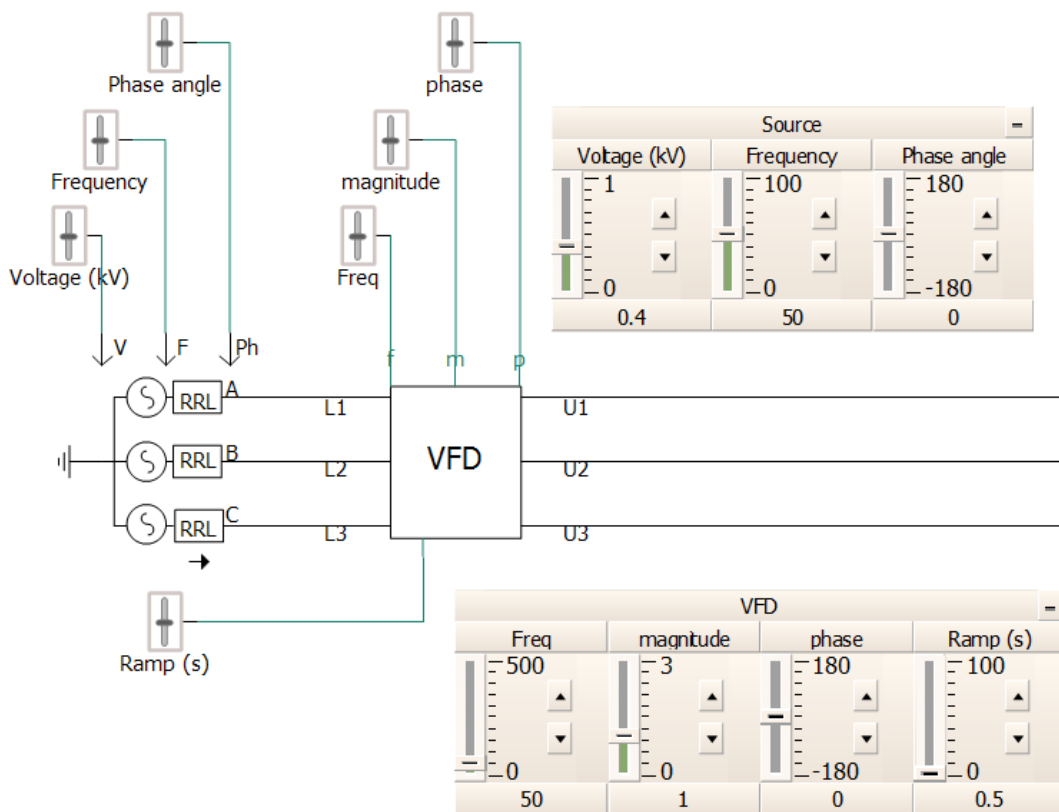 Phase angle
phase
Frequency
magnitude
Voltage (kV)
Freq
Source
Voltage (kV) Frequency Phase angle
1 100 180
0 0 -180
0.4 50 0
V F Ph
f m p
RRL A L1 U1
RRL B L2 VFD U2
RRL C L3 U3
Ramp (s)
VFD
Freq magnitude phase Ramp (s)
500 3 180 100
0 0 -180 0
50 1 0 0.5